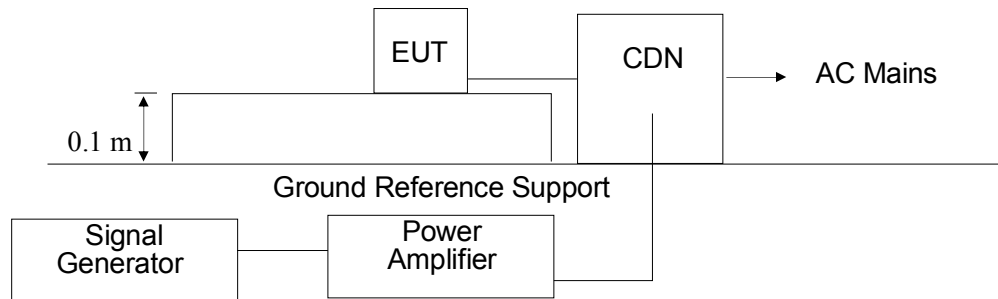 EUT
CDN
AC Mains
0.1 m
Ground Reference Support
Signal
Generator
Power
Amplifier